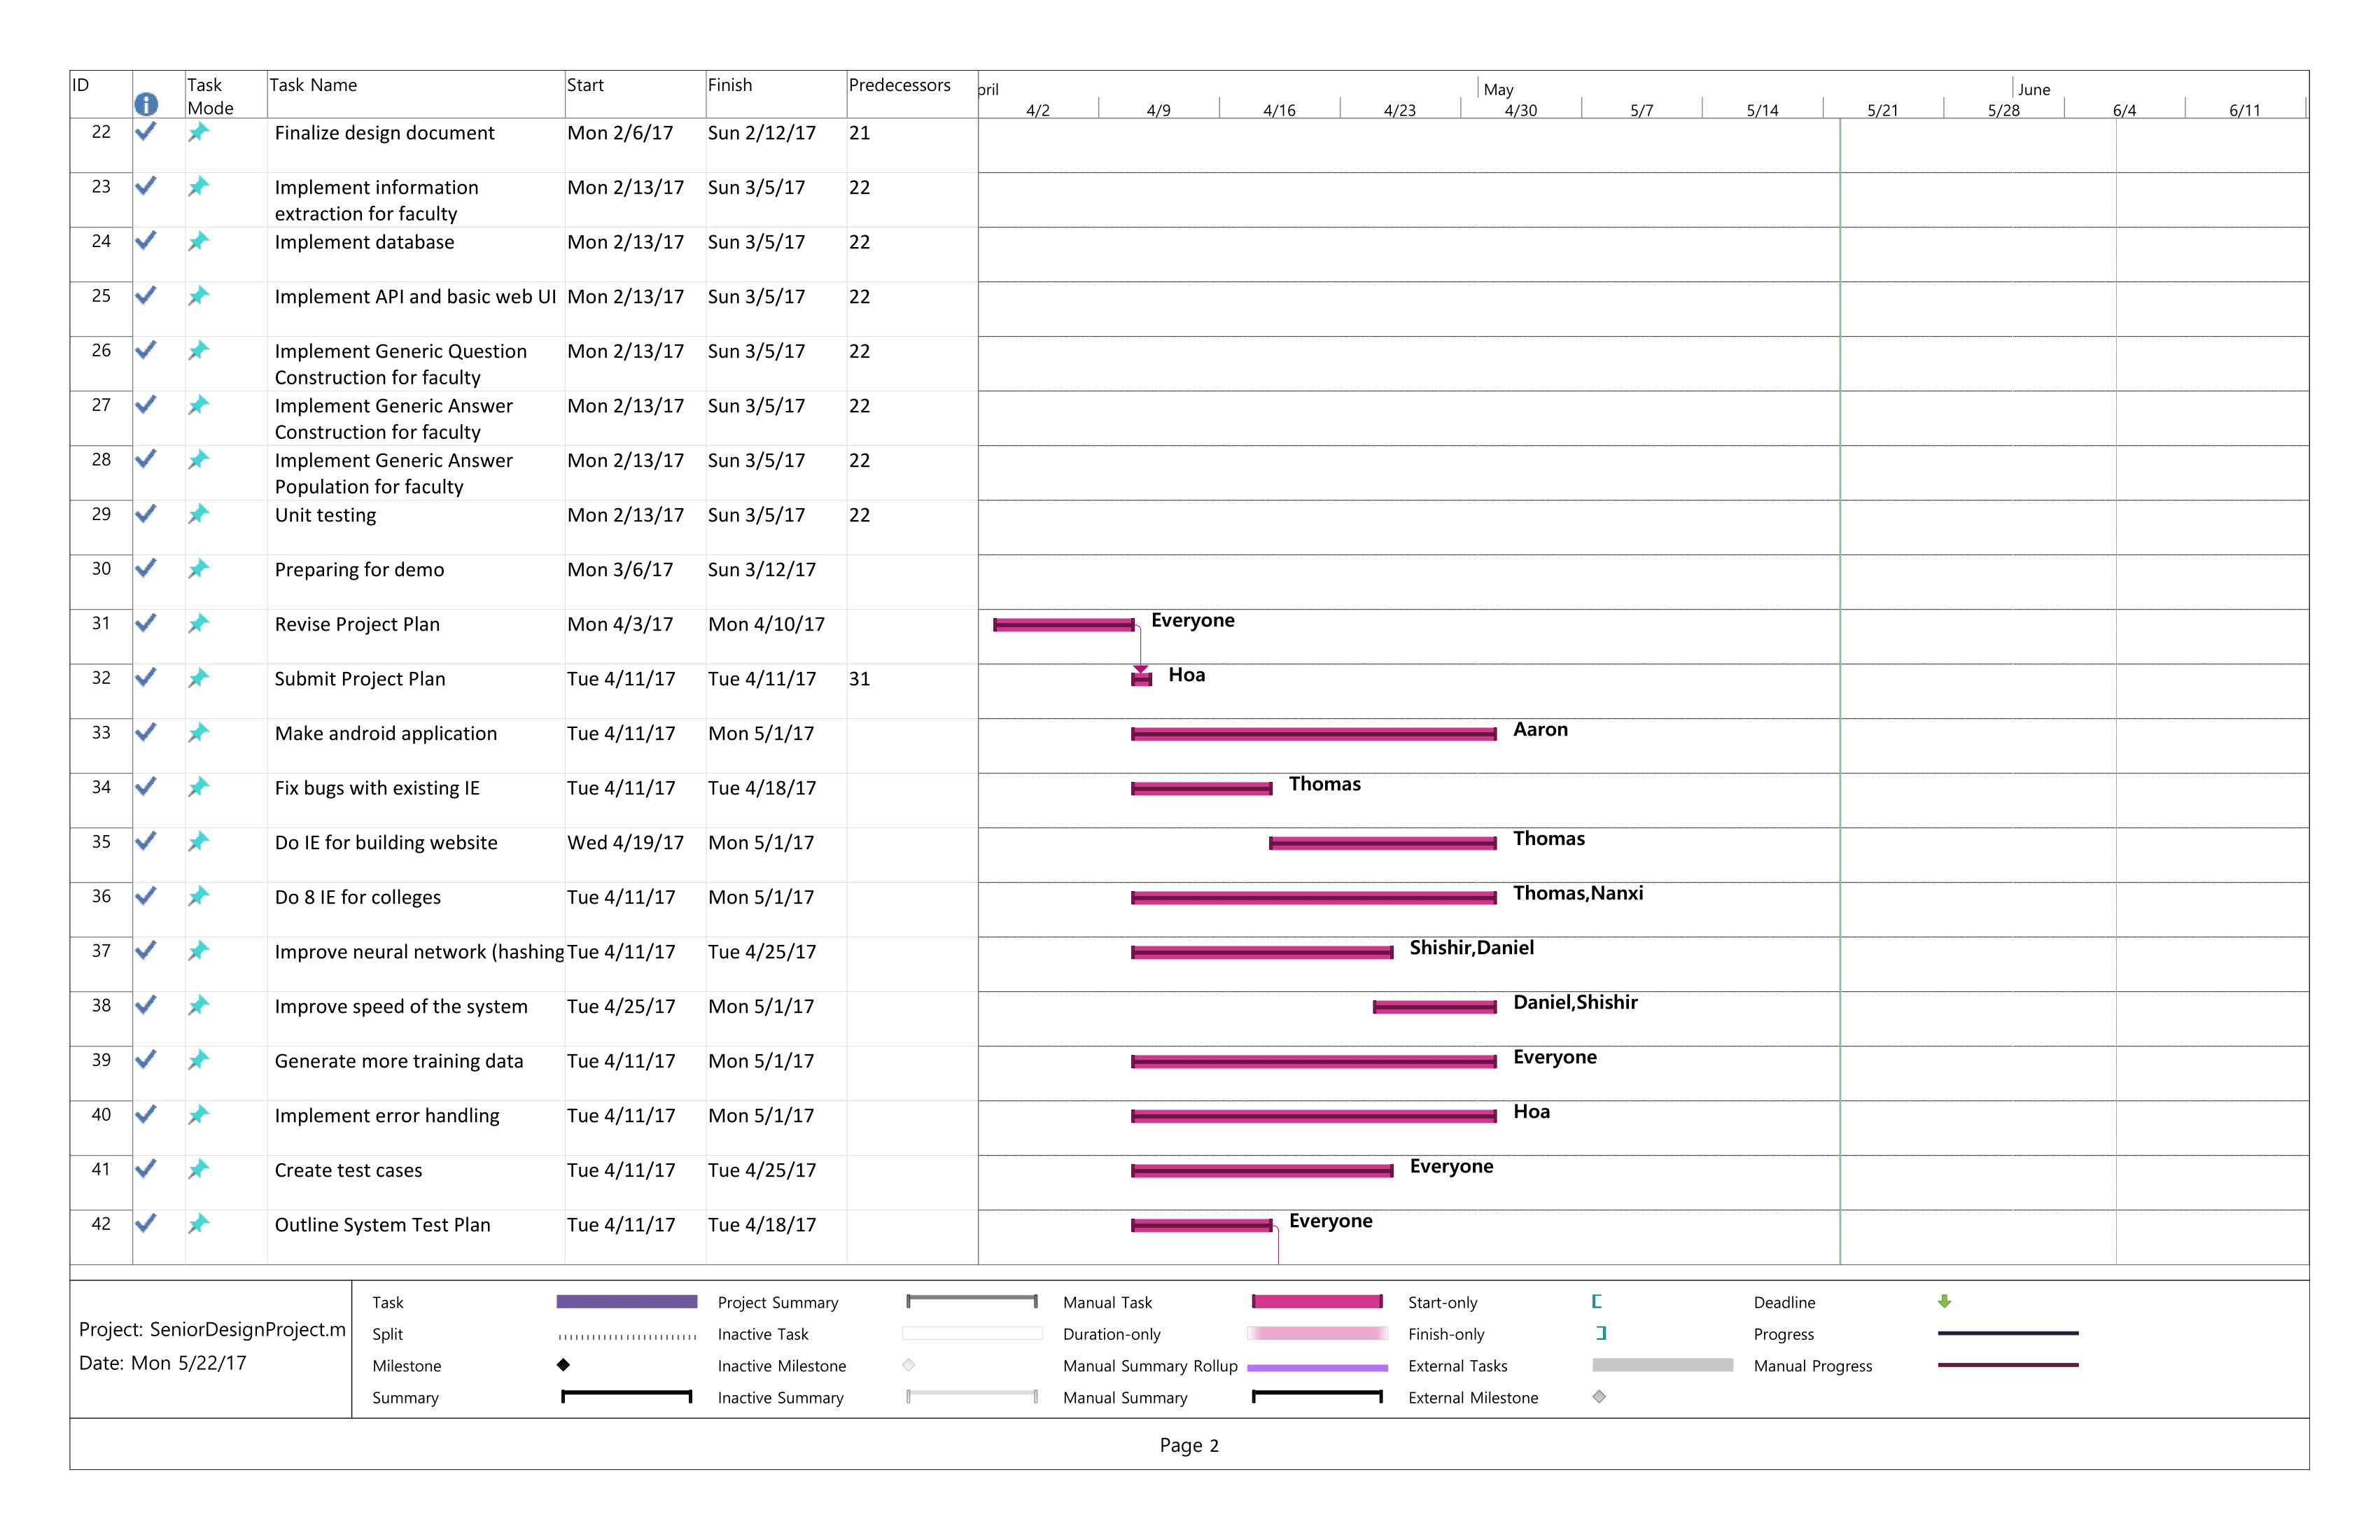 ID Task Mode Task Name Start Finish Predecessors pril May June
4/2 4/9 4/16 4/23 4/30 5/7 5/14 5/21 5/28 6/4 6/11
22 Finalize design document Mon 2/6/17 Sun 2/12/17 21
23 Implement information Mon 2/13/17 Sun 3/5/17 22
extraction for faculty
24 Implement database Mon 2/13/17 Sun 3/5/17 22
25 Implement API and basic web UI Mon 2/13/17 Sun 3/5/17 22
26 Implement Generic Question Mon 2/13/17 Sun 3/5/17 22
Construction for faculty
27 Implement Generic Answer Mon 2/13/17 Sun 3/5/17 22
Construction for faculty
28 Implement Generic Answer Mon 2/13/17 Sun 3/5/17 22
Population for faculty
29 Unit testing Mon 2/13/17 Sun 3/5/17 22
30 Preparing for demo Mon 3/6/17 Sun 3/12/17
31 Revise Project Plan Mon 4/3/17 Mon 4/10/17 Everyone
32 Submit Project Plan Tue 4/11/17 Tue 4/11/17 31 Hoa
33 Make android application Tue 4/11/17 Mon 5/1/17 Aaron
34 Fix bugs with existing IE Tue 4/11/17 Tue 4/18/17 Thomas
35 Do IE for building website Wed 4/19/17 Mon 5/1/17 Thomas
36 Do 8 IE for colleges Tue 4/11/17 Mon 5/1/17 Thomas,Nanxi
37 Improve neural network (hashing Tue 4/11/17 Tue 4/25/17 Shishir,Daniel
38 Improve speed of the system Tue 4/25/17 Mon 5/1/17 Daniel,Shishir
39 Generate more training data Tue 4/11/17 Mon 5/1/17 Everyone
40 Implement error handling Tue 4/11/17 Mon 5/1/17 Hoa
41 Create test cases Tue 4/11/17 Tue 4/25/17 Everyone
42 Outline System Test Plan Tue 4/11/17 Tue 4/18/17 Everyone
Project: SeniorDesignProject.m
Date: Mon 5/22/17
Task Project Summary Manual Task Start-only Deadline
Split Inactive Task Duration-only Finish-only Progress
Milestone Inactive Milestone Manual Summary Rollup External Tasks Manual Progress
Summary Inactive Summary Manual Summary External Milestone
Page 2